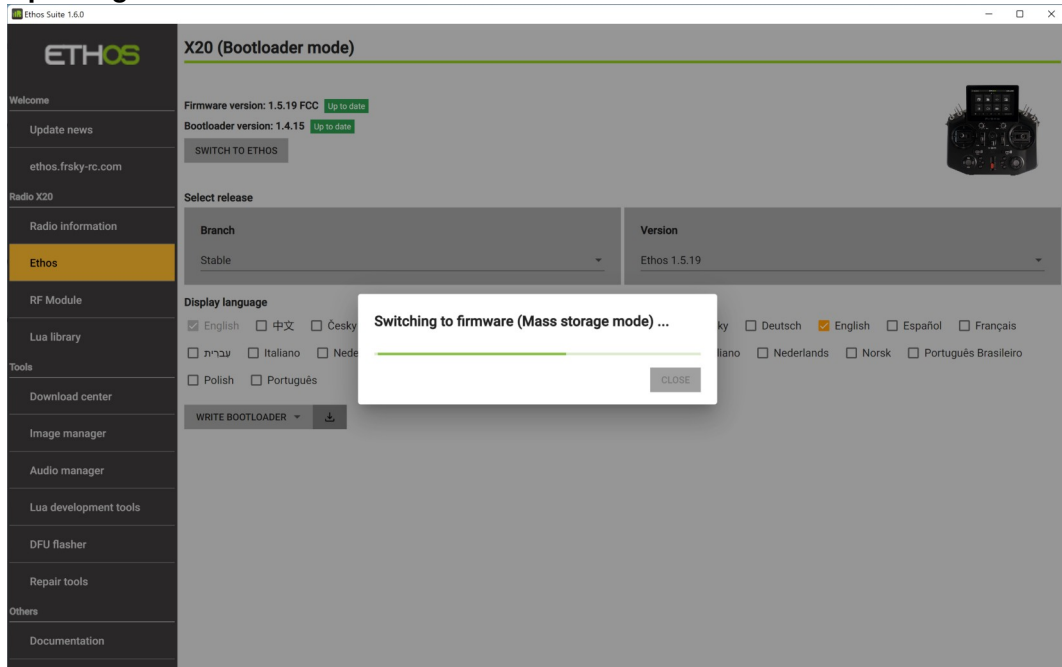 Ethos Suite 1.6.0
ETHOS
X20 (Bootloader mode)
Welcome
Update news
ethos.frsky-rc.com
Radio X20
Radio information
Ethos
RF Module
Lua library
Tools
Download center
Image manager
Audio manager
Lua development tools
DFU flasher
Repair tools
Others
Documentation
Firmware version: 1.5.19 FCC Up to date
Bootloader version: 1.4.15 Up to date
SWITCH TO ETHOS
Select release
Branch
Stable
Version
Ethos 1.5.19
Display language
English 中文 Česky
Deutsch English Español Français
עברית Italiano
Nederlands Norsk Português Brasileiro
Polish Português
WRITE BOOTLOADER
Switching to firmware (Mass storage mode) ...
CLOSE